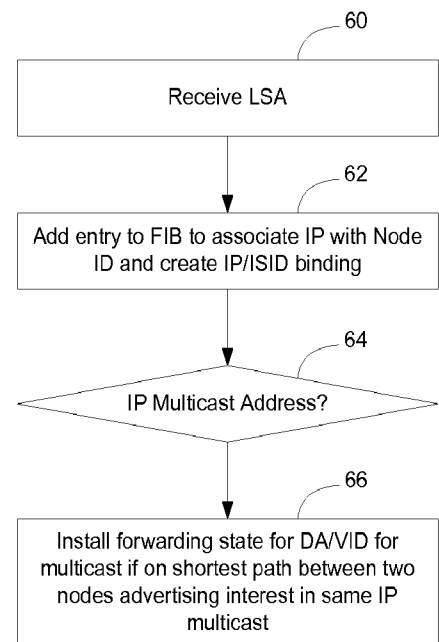 60
Receive LSA
62
Add entry to FIB to associate IP with Node
ID and create IP/ISID binding
64
IP Multicast Address?
66
Install forwarding state for DA/VID for
multicast if on shortest path between two
nodes advertising interest in same IP
multicast